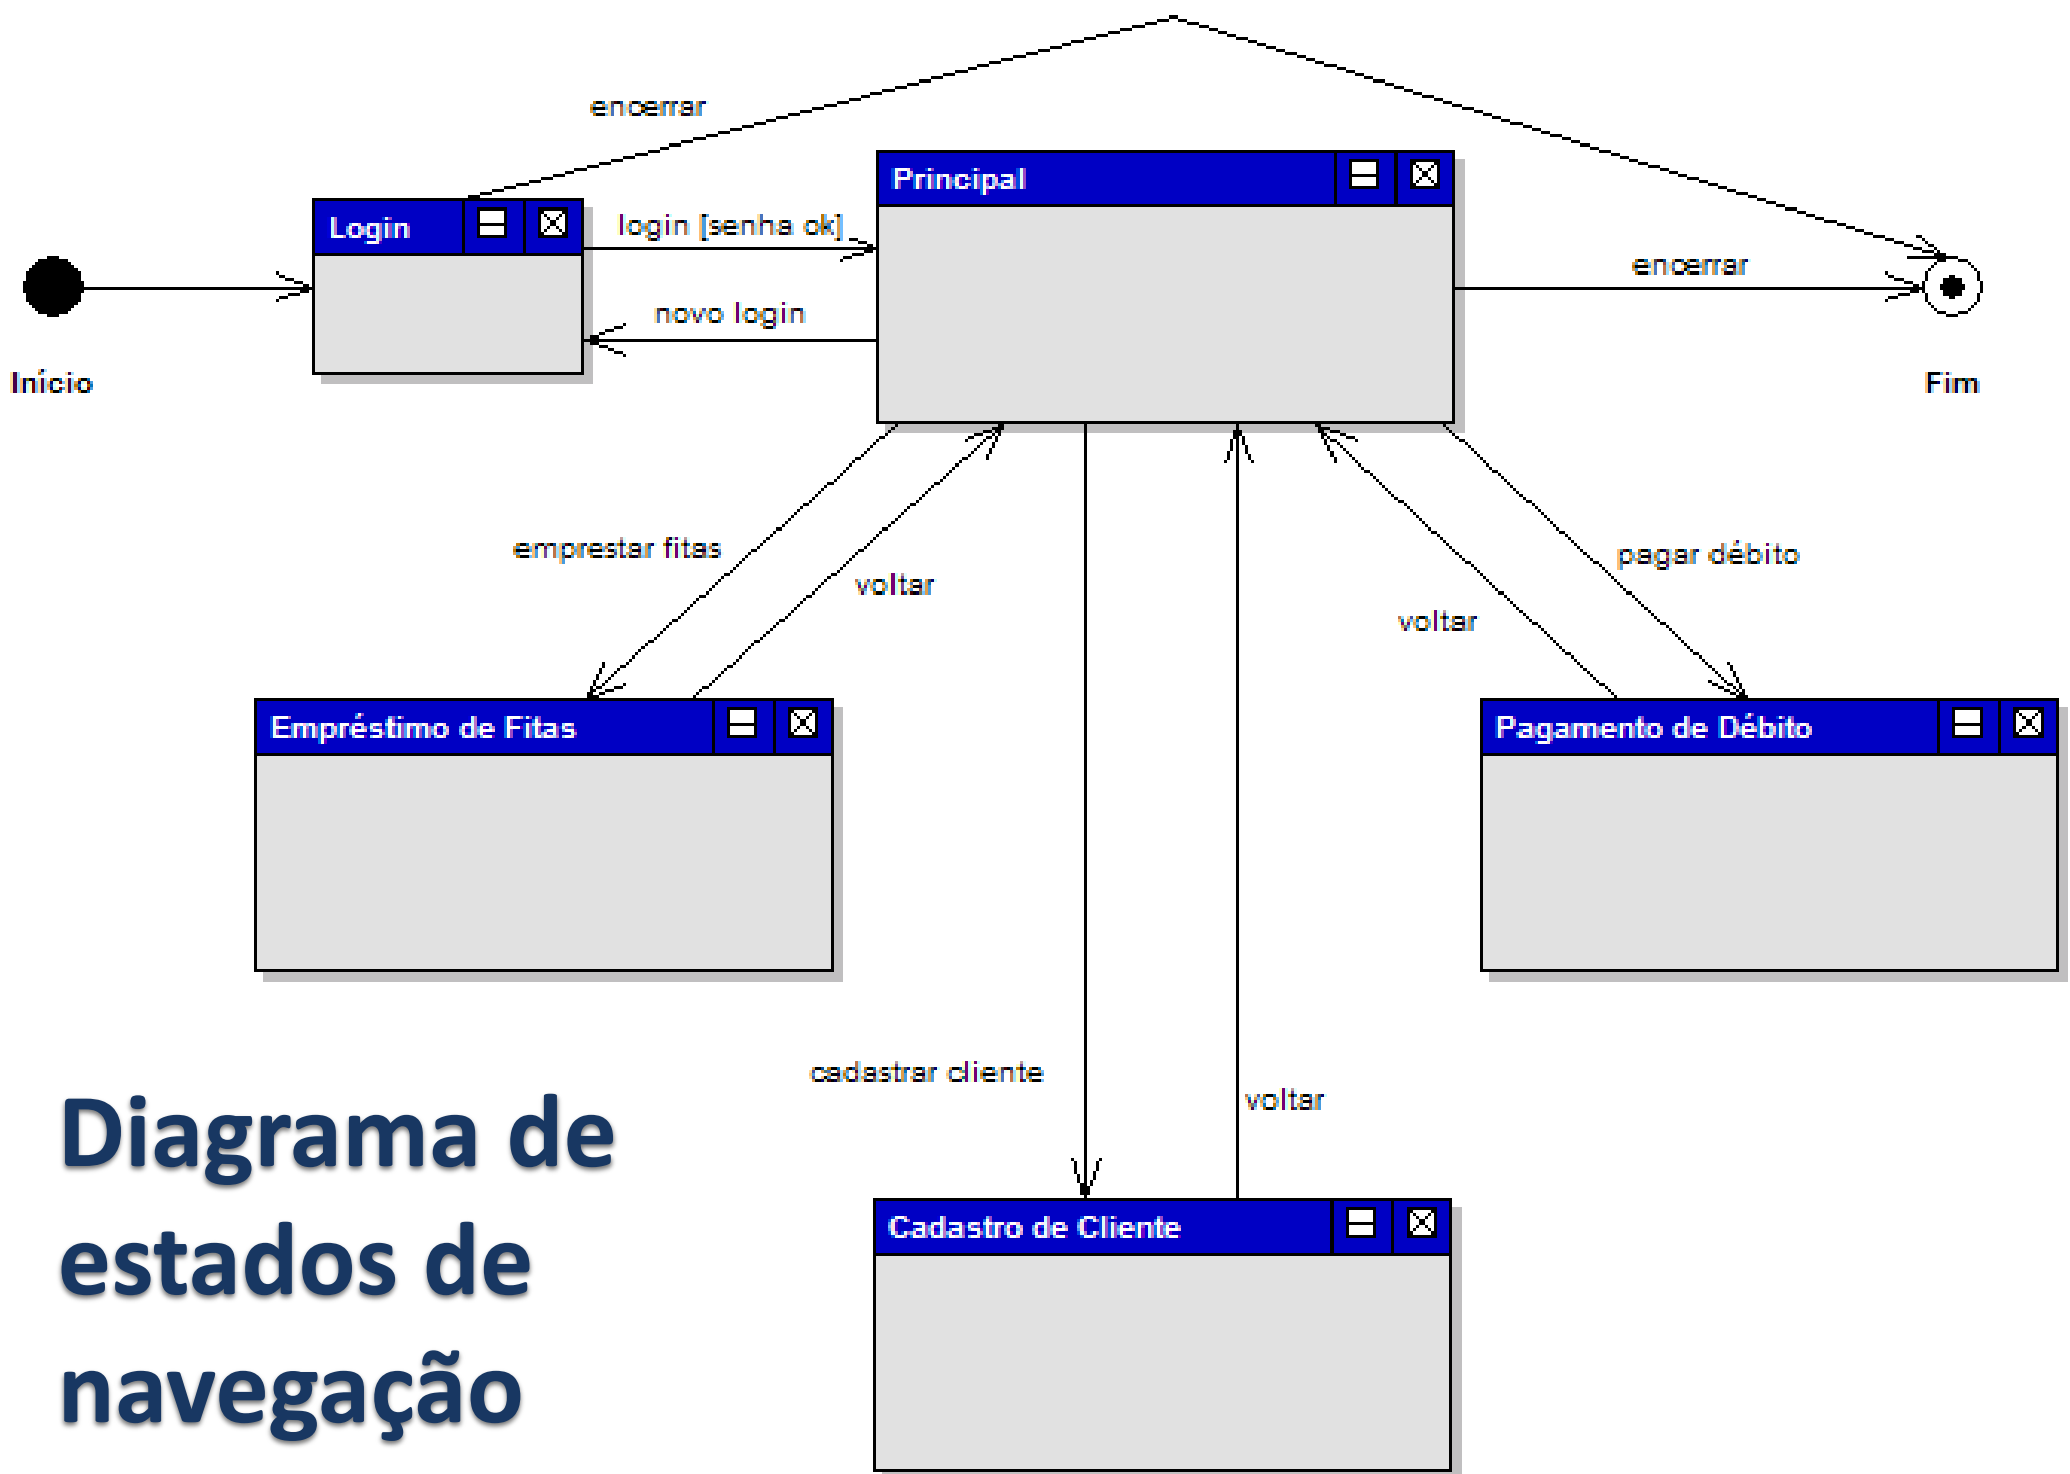 encerrar
Principal
Login
login [senha ok]
encerrar
novo login
Início
Fim
emprestar fitas
voltar
pagar débito
voltar
Empréstimo de Fitas
Pagamento de Débito
cadastrar cliente
voltar
Cadastro de Cliente
Diagrama de
estados de
navegação